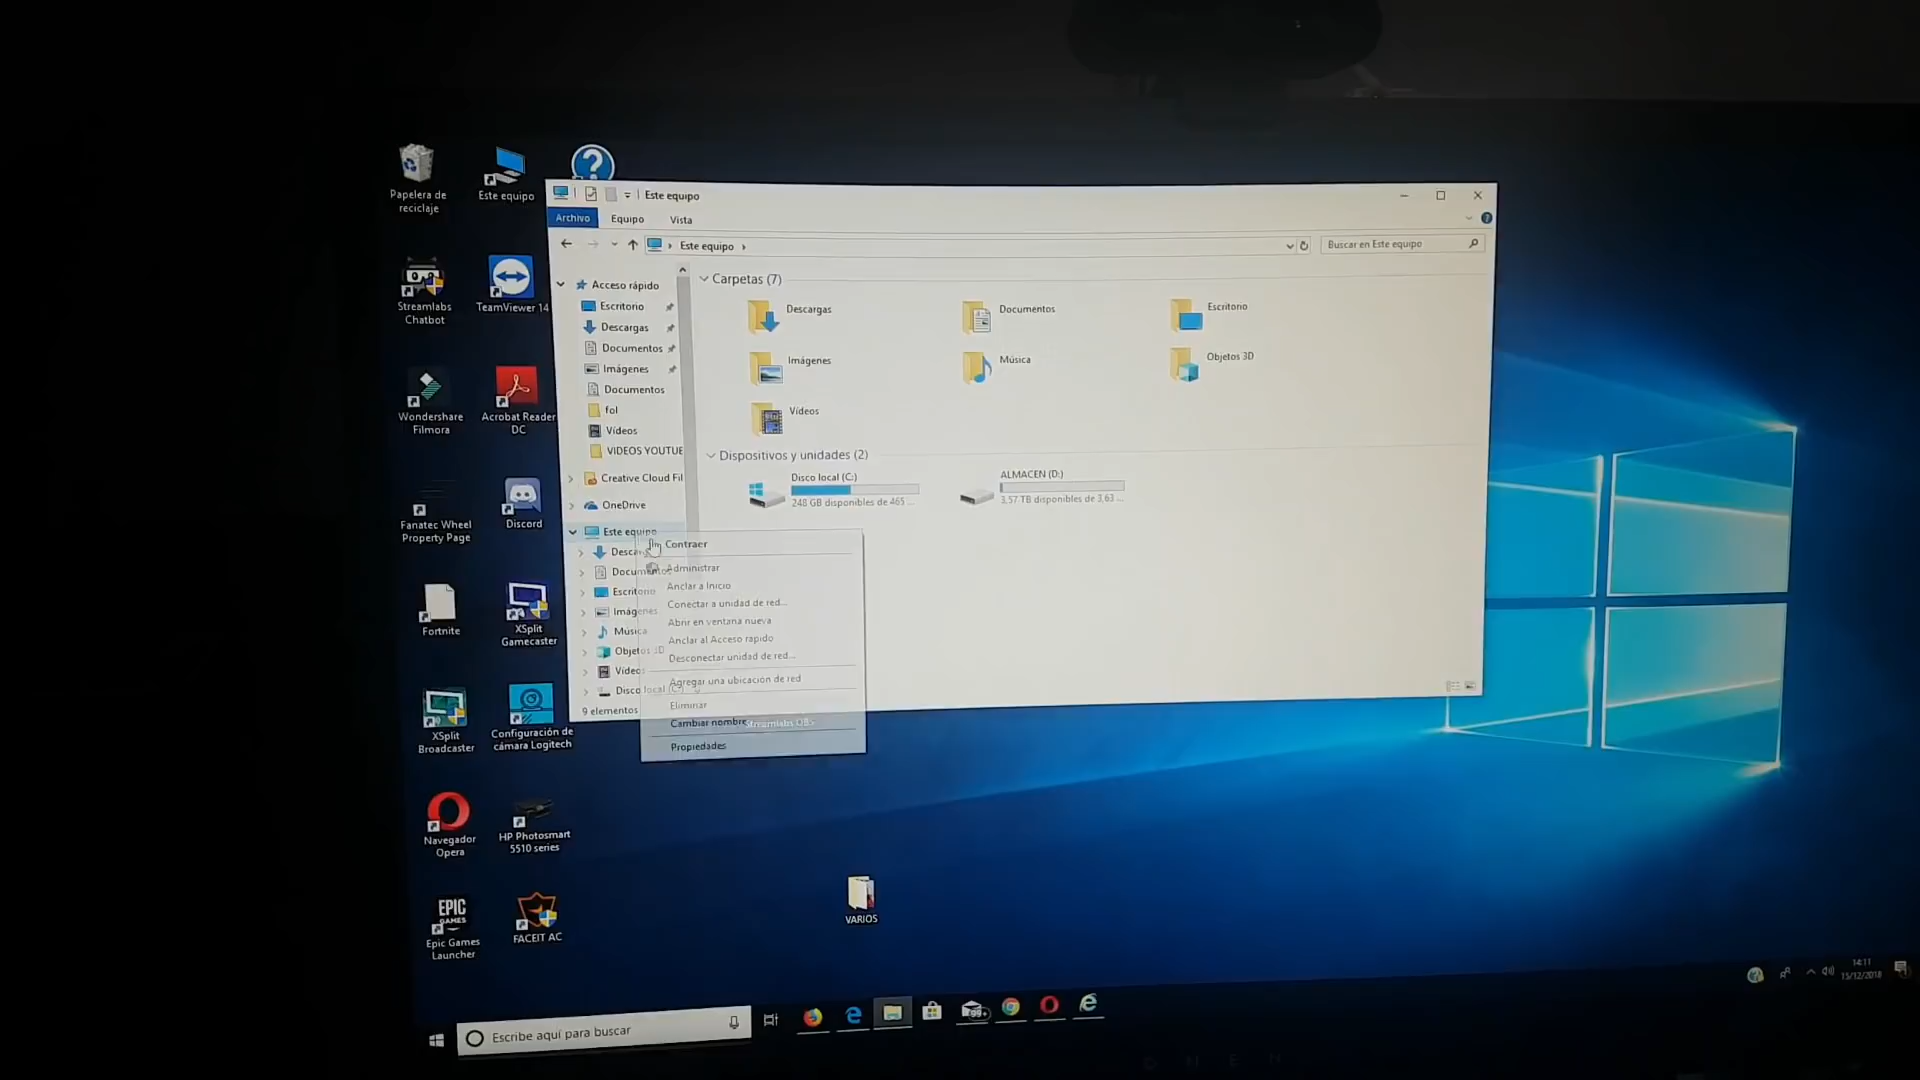 Papelera de
reciclaje
Este equipo
Streamlabs
Chatbot
TeamViewer 14
Wondershare
Filmora
Acrobat Reader
DC
Fanatec Wheel
Property Page
Discord
Fortnite
XSplit
Gamecaster
XSplit
Broadcaster
Configuración de
cámara Logitech
Navegador
Opera
HP Photosmart
5510 series
EPIC
GAMES
Epic Games
Launcher
FACEIT AC
VARIOS
Este equipo
Archivo
Equipo
Vista
Este equipo
Buscar en Este equipo
Acceso rápido
Escritorio
Descargas
Documentos
Imágenes
Documentos
fol
Vídeos
VIDEOS YOUTUE
Creative Cloud Fil
OneDrive
Este equipo
Descar
Documentos
Escritorio
Imágenes
Música
Objetos 3D
Vídeos
Disco local (C:)
9 elementos
Carpetas (7)
Descargas
Documentos
Escritorio
Imágenes
Música
Objetos 3D
Vídeos
Dispositivos y unidades (2)
Disco local (C:)
248 GB disponibles de 465 ...
ALMACEN (D:)
3,57 TB disponibles de 3,63 ...
Contraer
Administrar
Anclar a Inicio
Conectar a unidad de red...
Abrir en ventana nueva
Anclar al Acceso rápido
Desconectar unidad de red...
Agregar una ubicación de red
Eliminar
Cambiar nombre
Streamlabs OBS
Propiedades
Escribe aquí para buscar
99+
14:11
15/12/2018